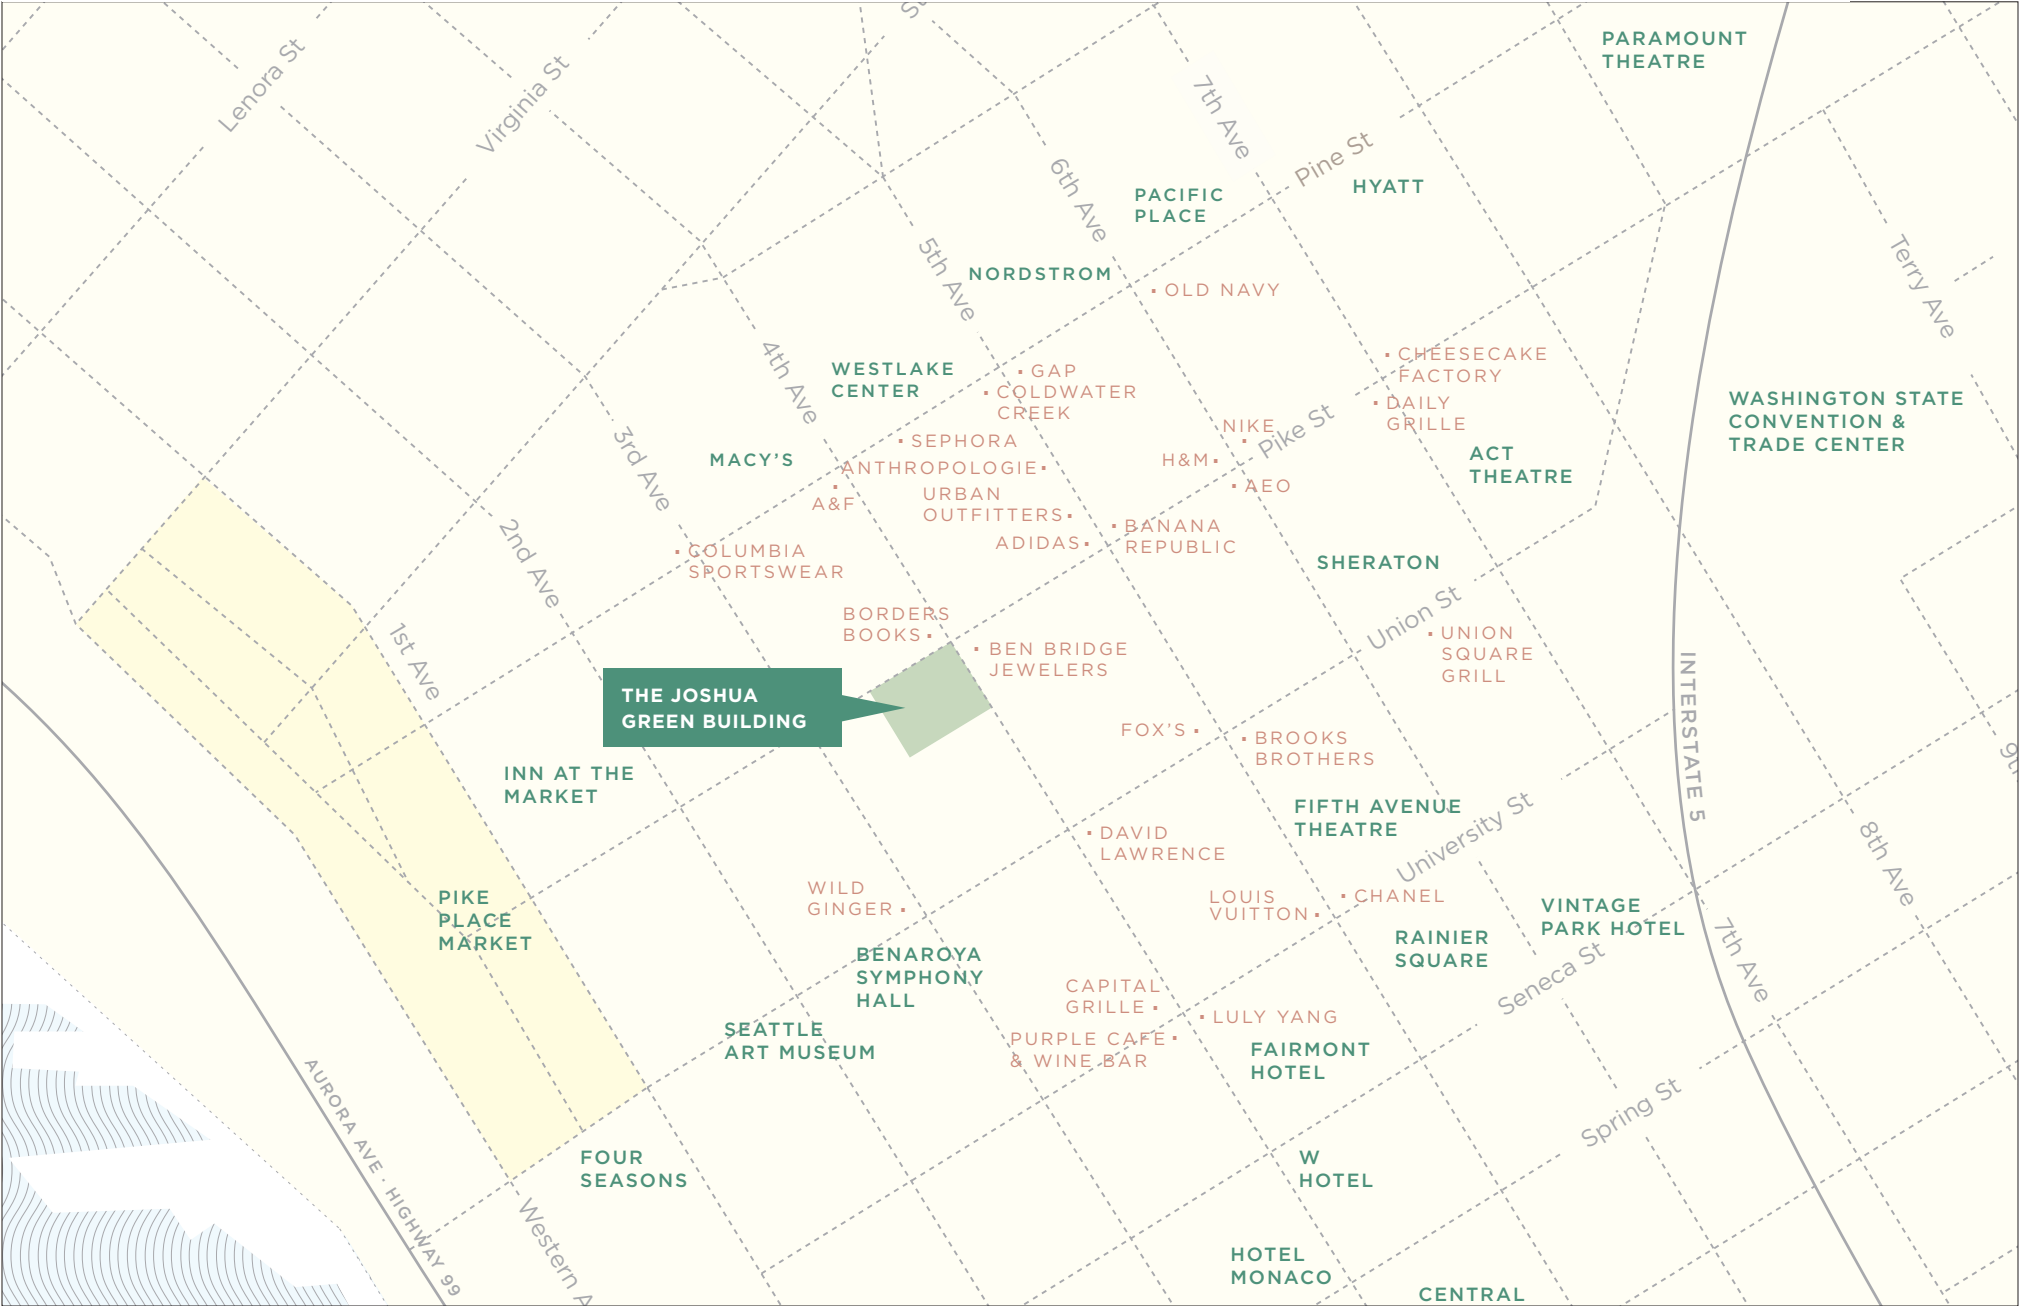 Lenora St
Virginia St
7th Ave
PARAMOUNT
THEATRE
Pine St
HYATT
6th Ave
PACIFIC
PLACE
5th Ave
NORDSTROM
OLD NAVY
Terry Ave
4th Ave
WESTLAKE
CENTER
GAP
COLDWATER
CREEK
CHEESECAKE
FACTORY
DAILY
GRILLE
WASHINGTON STATE
CONVENTION &
TRADE CENTER
3rd Ave
MACY'S
SEPHORA
ANTHROPOLOGIE
A&F
URBAN
OUTFITTERS
ADIDAS
NIKE
H&M
Pike St
AEO
ACT
THEATRE
BANANA
REPUBLIC
2nd Ave
COLUMBIA
SPORTSWEAR
SHERATON
1st Ave
BORDERS
BOOKS
BEN BRIDGE
JEWELERS
Union St
UNION
SQUARE
GRILL
INTERSTATE 5
THE JOSHUA
GREEN BUILDING
FOX'S
BROOKS
BROTHERS
INN AT THE
MARKET
FIFTH AVENUE
THEATRE
University St
DAVID
LAWRENCE
8th Ave
PIKE
PLACE
MARKET
WILD
GINGER
LOUIS
VUITTON
CHANEL
RAINIER
SQUARE
VINTAGE
PARK HOTEL
7th Ave
Seneca St
BENAROYA
SYMPHONY
HALL
SEATTLE
ART MUSEUM
CAPITAL
GRILLE
LULY YANG
PURPLE CAFE
& WINE BAR
FAIRMONT
HOTEL
Spring St
AURORA AVE · HIGHWAY 99
FOUR
SEASONS
W
HOTEL
Western A
HOTEL
MONACO
CENTRAL